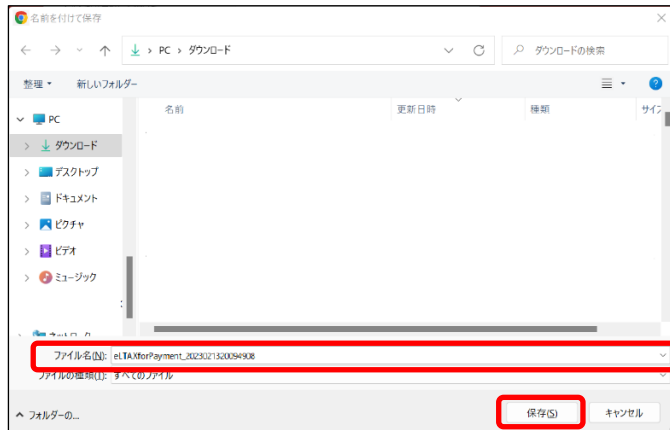 名前を付けて保存
PC > ダウンロード
ダウンロードの検索
整理 新しいフォルダー
名前 更新日時 種類 サイズ
PC
ダウンロード
デスクトップ
ドキュメント
ピクチャ
ビデオ
ミュージック
ファイル名(N): eLTAXforPayment_2023021320094908
ファイルの種類(T): すべてのファイル
フォルダーの...
保存(S) キャンセル